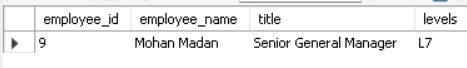 employee_id employee_name title levels
9 Mohan Madan Senior General Manager L7